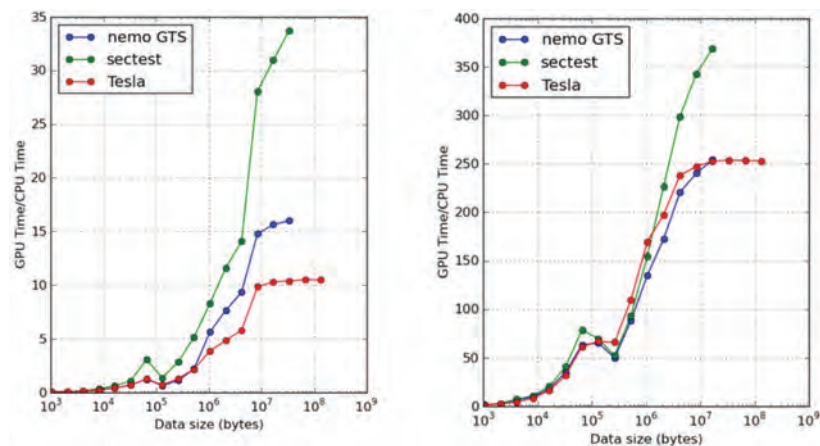 35
30
25
20
15
10
5
0
GPU Time/CPU Time
nemo GTS
sectest
Tesla
10^3 10^4 10^5 10^6 10^7 10^8 10^9
Data size (bytes)
400
350
300
250
200
150
100
50
0
GPU Time/CPU Time
nemo GTS
sectest
Tesla
10^3 10^4 10^5 10^6 10^7 10^8 10^9
Data size (bytes)